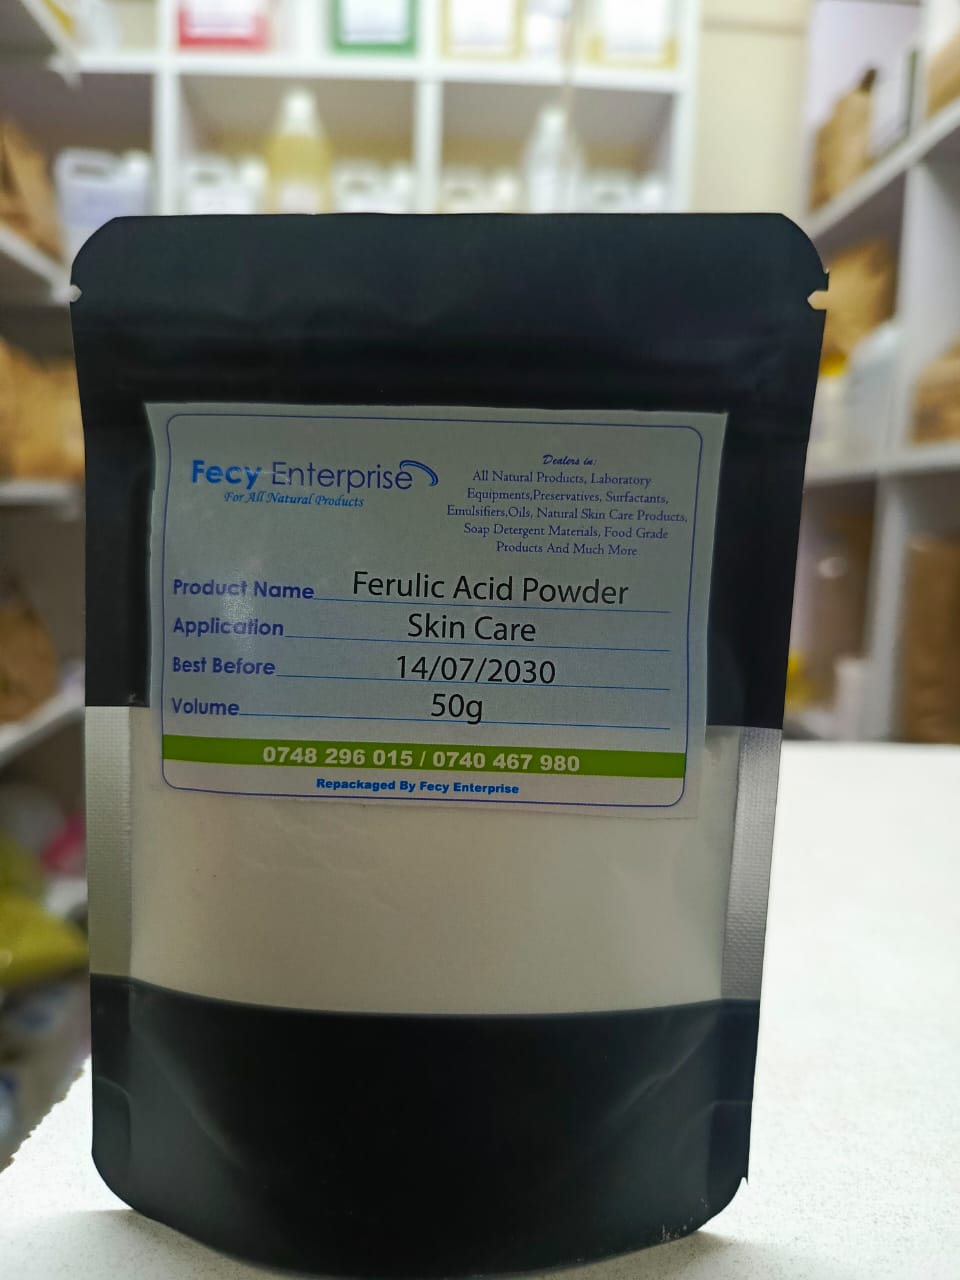 Fecy Enterprise
For All Natural Products
Dealers in:
All Natural Products, Laboratory
Equipments,Preservatives, Surfactants,
Emulsifiers,Oils, Natural Skin Care Products,
Soap Detergent Materials, Food Grade
Products And Much More
Product Name Ferulic Acid Powder
Application Skin Care
Best Before 14/07/2030
Volume 50g
0748 296 015 / 0740 467 980
Repackaged By Fecy Enterprise